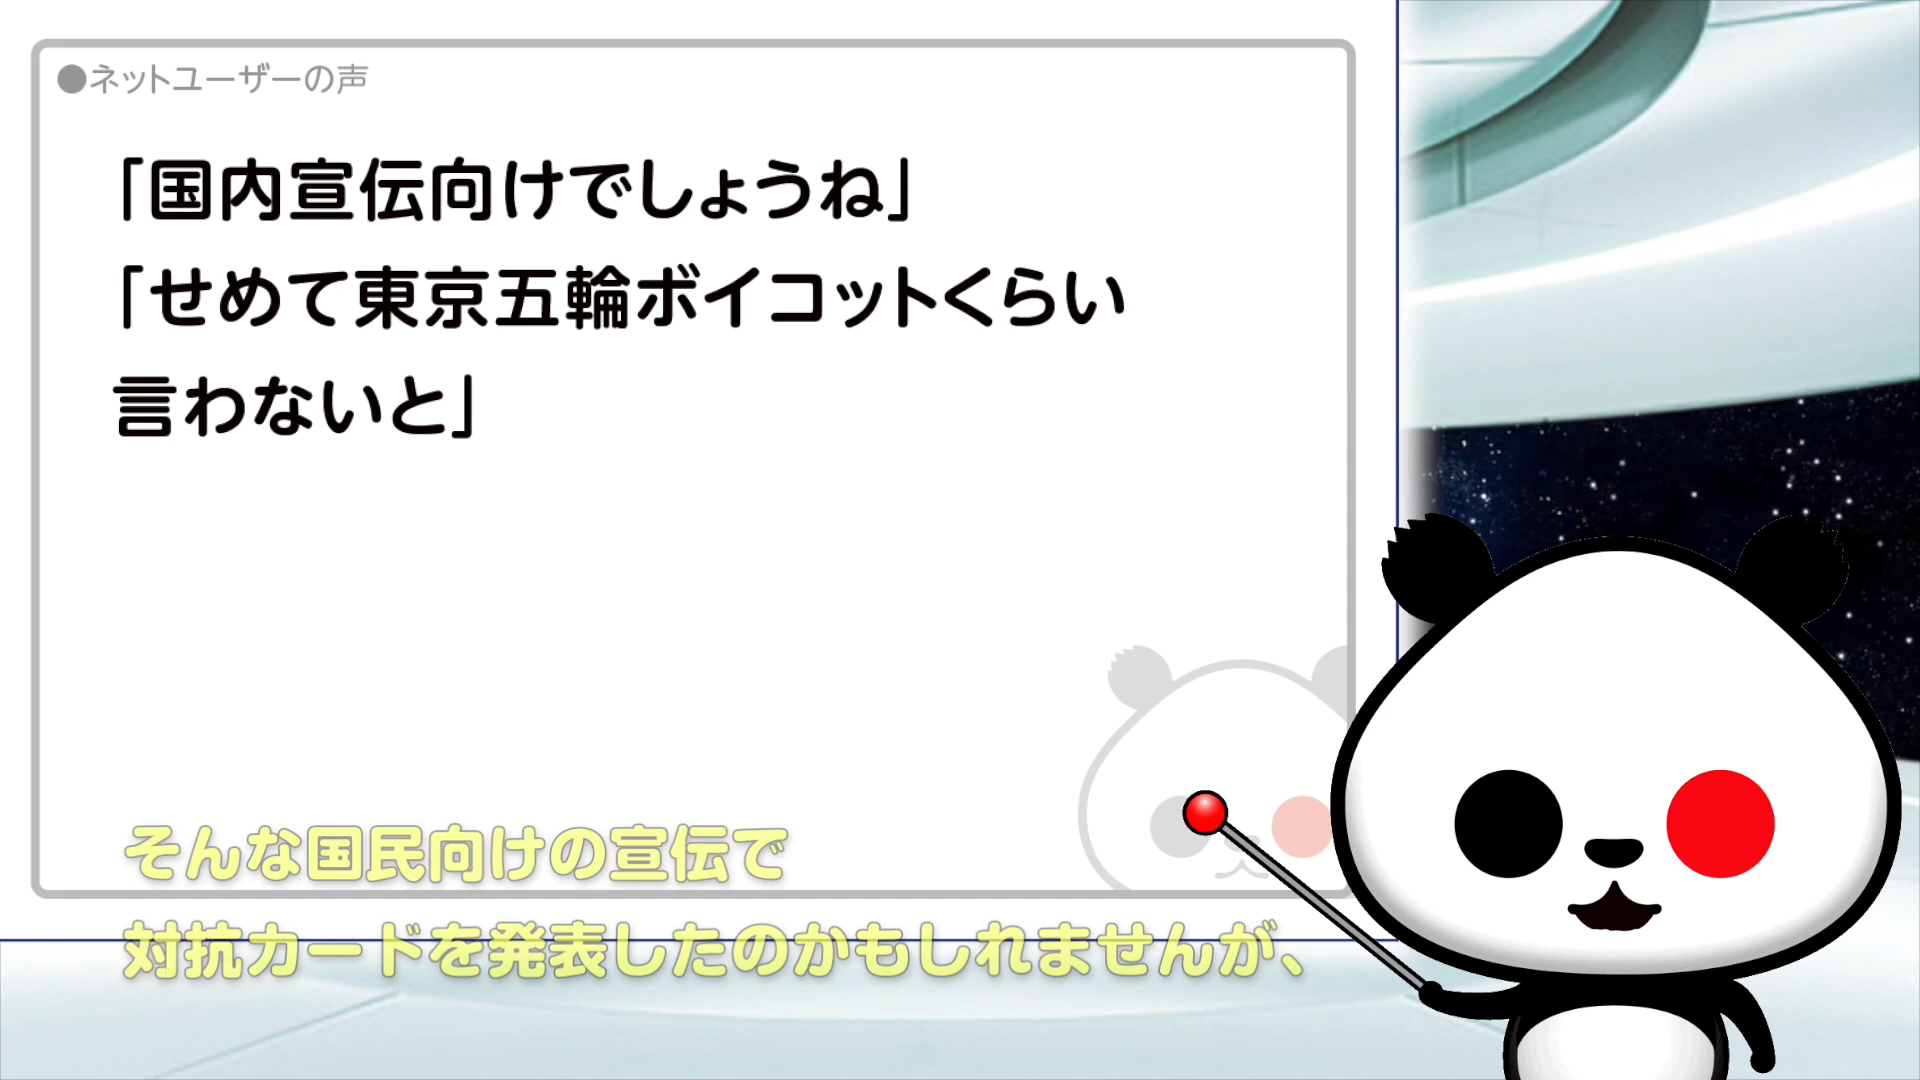 ●ネットユーザーの声
「国内宣伝向けでしょうね」
「せめて東京五輪ボイコットくらい
言わないと」
そんな国民向けの宣伝で
対抗カードを発表したのかもしれませんが、